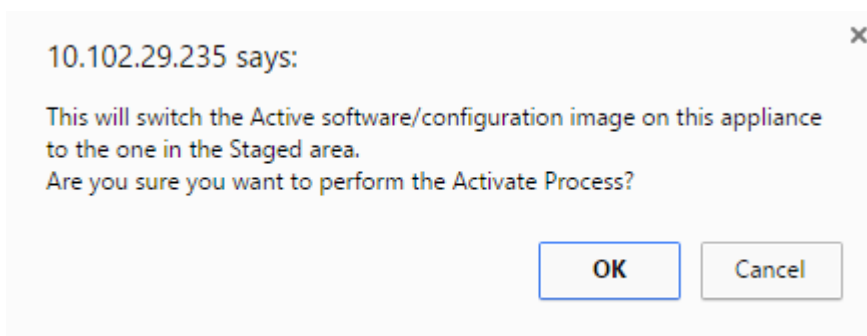 10.102.29.235 says:
This will switch the Active software/configuration image on this appliance
to the one in the Staged area.
Are you sure you want to perform the Activate Process?
OK Cancel